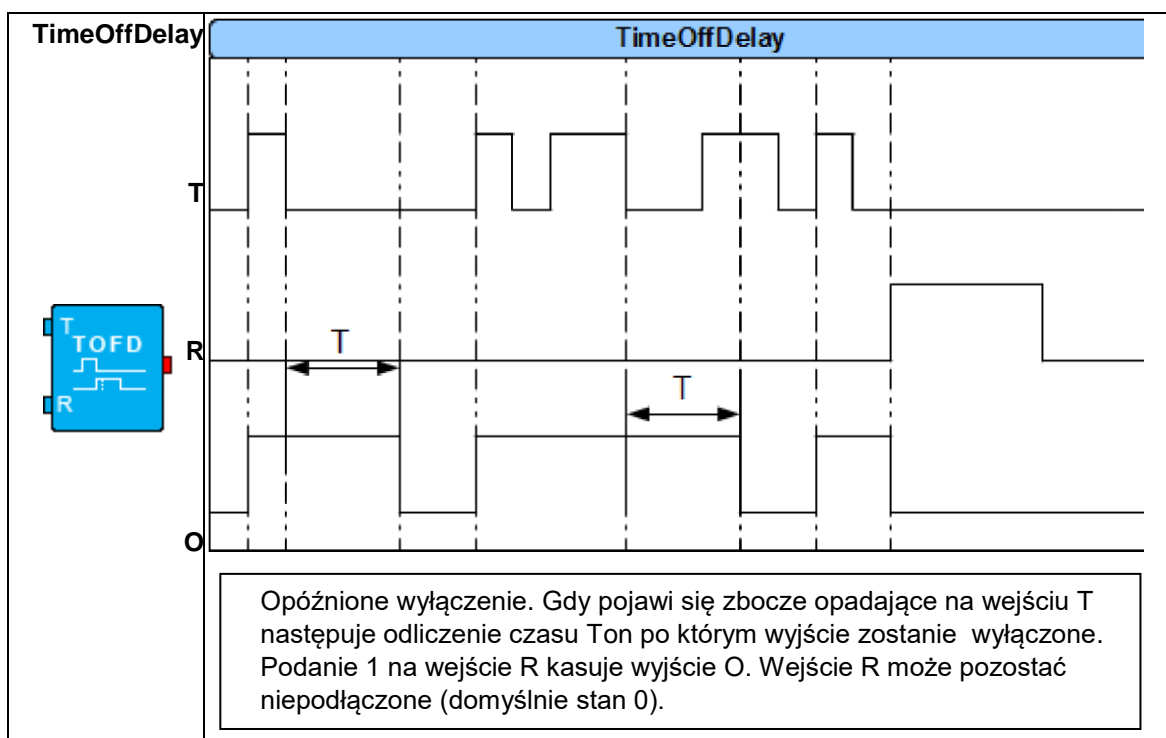 TimeOffDelay
TimeOffDelay
T
T
TOFD
R
R
T
T
O
Opóźnione wyłączenie. Gdy pojawi się zbocze opadające na wejściu T
następuje odliczenie czasu Ton po którym wyjście zostanie wyłączone.
Podanie 1 na wejście R kasuje wyjście O. Wejście R może pozostać
niepodłączone (domyślnie stan 0).